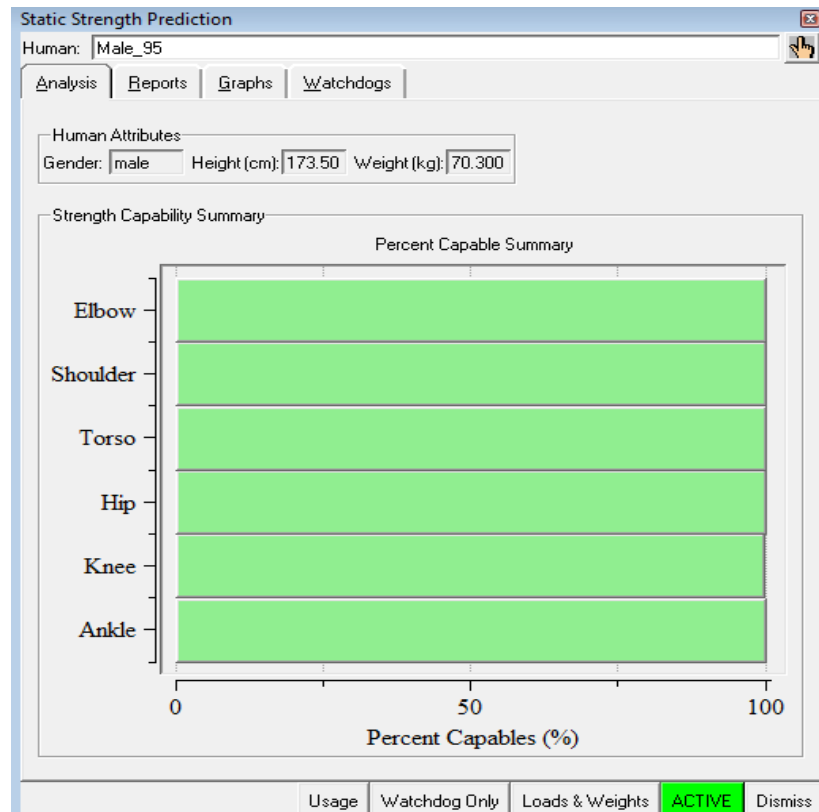 Static Strength Prediction
Human: Male_95
Analysis Reports Graphs Watchdogs
Human Attributes
Gender: male Height (cm): 173.50 Weight (kg): 70.300
Strength Capability Summary
Percent Capable Summary
Elbow
Shoulder
Torso
Hip
Knee
Ankle
0 50 100
Percent Capables (%)
Usage Watchdog Only Loads & Weights ACTIVE Dismiss